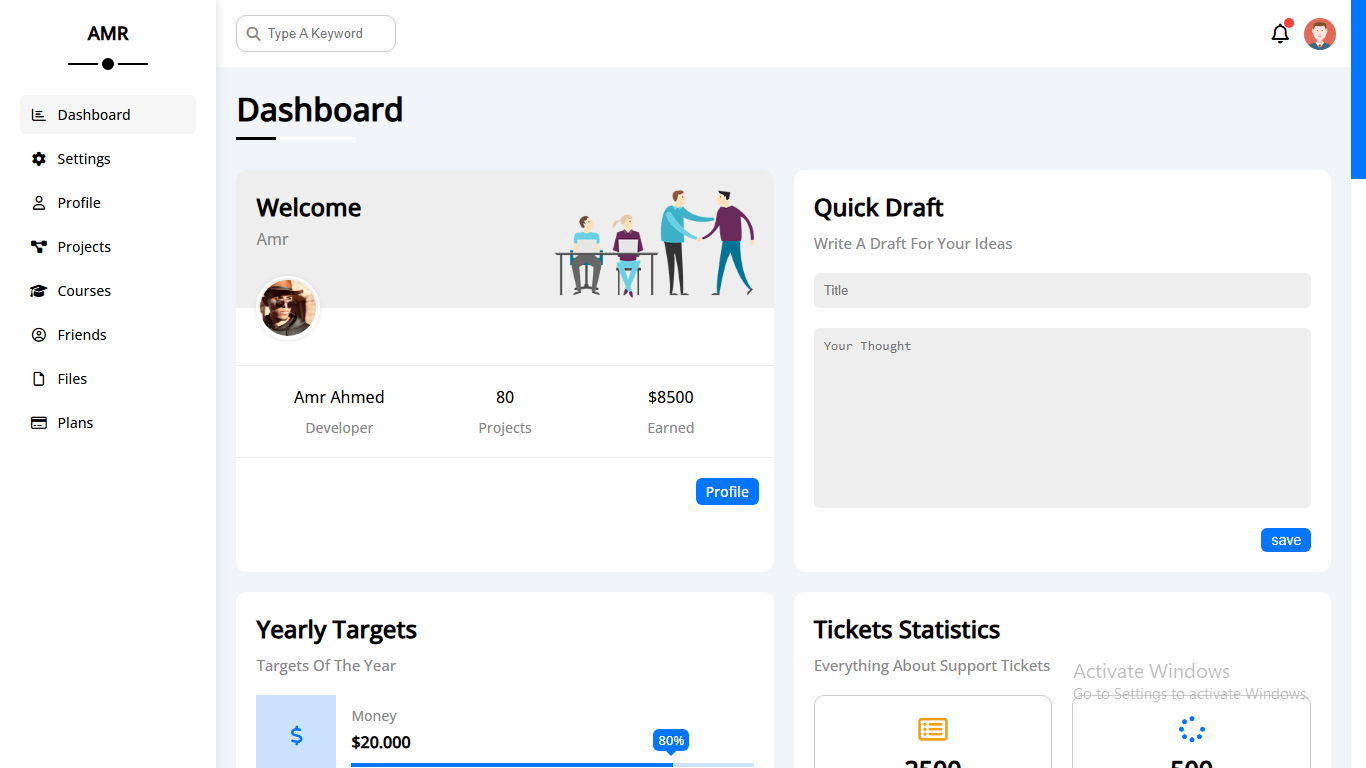 AMR
Type A Keyword
Dashboard
Settings
Profile
Projects
Courses
Friends
Files
Plans
Dashboard
Welcome
Amr
Amr Ahmed
Developer
80
Projects
$8500
Earned
Profile
Quick Draft
Write A Draft For Your Ideas
Title
Your Thought
save
Yearly Targets
Targets Of The Year
$
Money
$20.000
80%
Tickets Statistics
Everything About Support Tickets
Activate Windows
Go to Settings to activate Windows.
2500
500